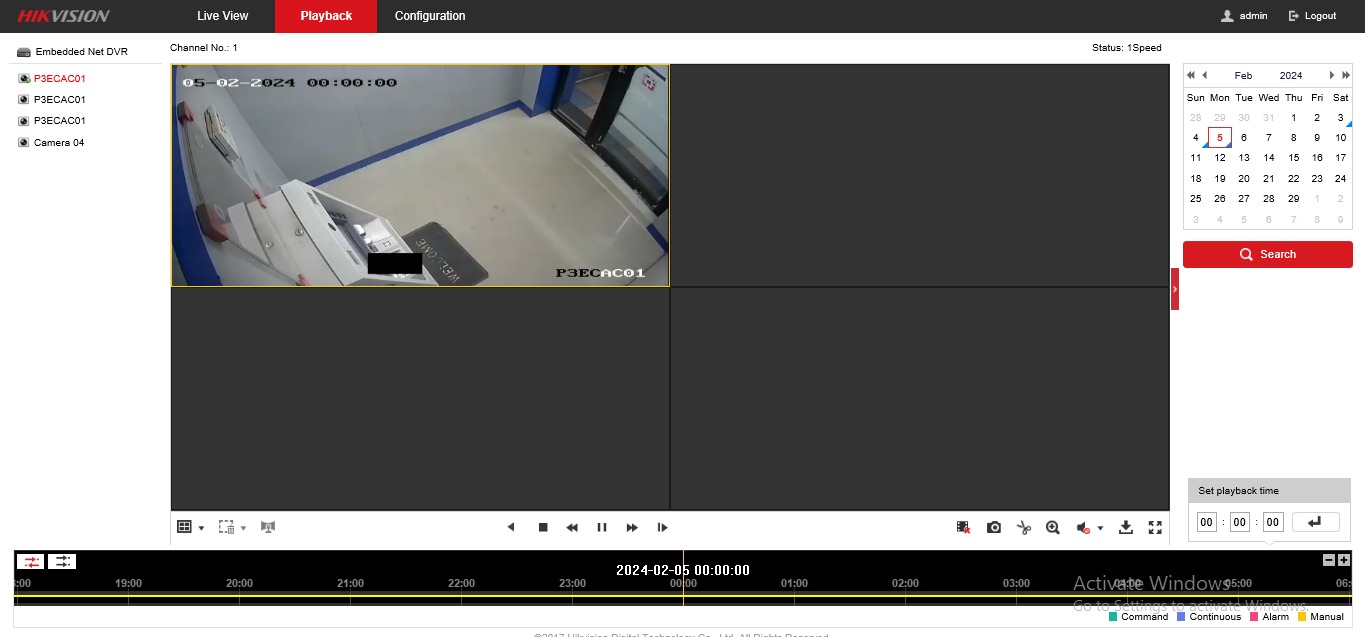 HIKVISION Live View Playback Configuration admin Logout
Embedded Net DVR
P3ECAC01
P3ECAC01
P3ECAC01
Camera 04
Channel No.: 1 Status: 1Speed
05-02-2024 00:00:00
WELCOME
P3ECAC01
Feb 2024
Sun Mon Tue Wed Thu Fri Sat
28 29 30 31 1 2 3
4 5 6 7 8 9 10
11 12 13 14 15 16 17
18 19 20 21 22 23 24
25 26 27 28 29 1 2
3 4 5 6 7 8 9
Search
Set playback time
00 : 00 : 00
2024-02-05 00:00:00
:00 19:00 20:00 21:00 22:00 23:00 00:00 01:00 02:00 03:00 04:00 05:00 06:
Activate Windows
Go to Settings to activate Windows.
Command Continuous Alarm Manual
©2017 Hikvision Digital Technology Co., Ltd. All Rights Reserved.